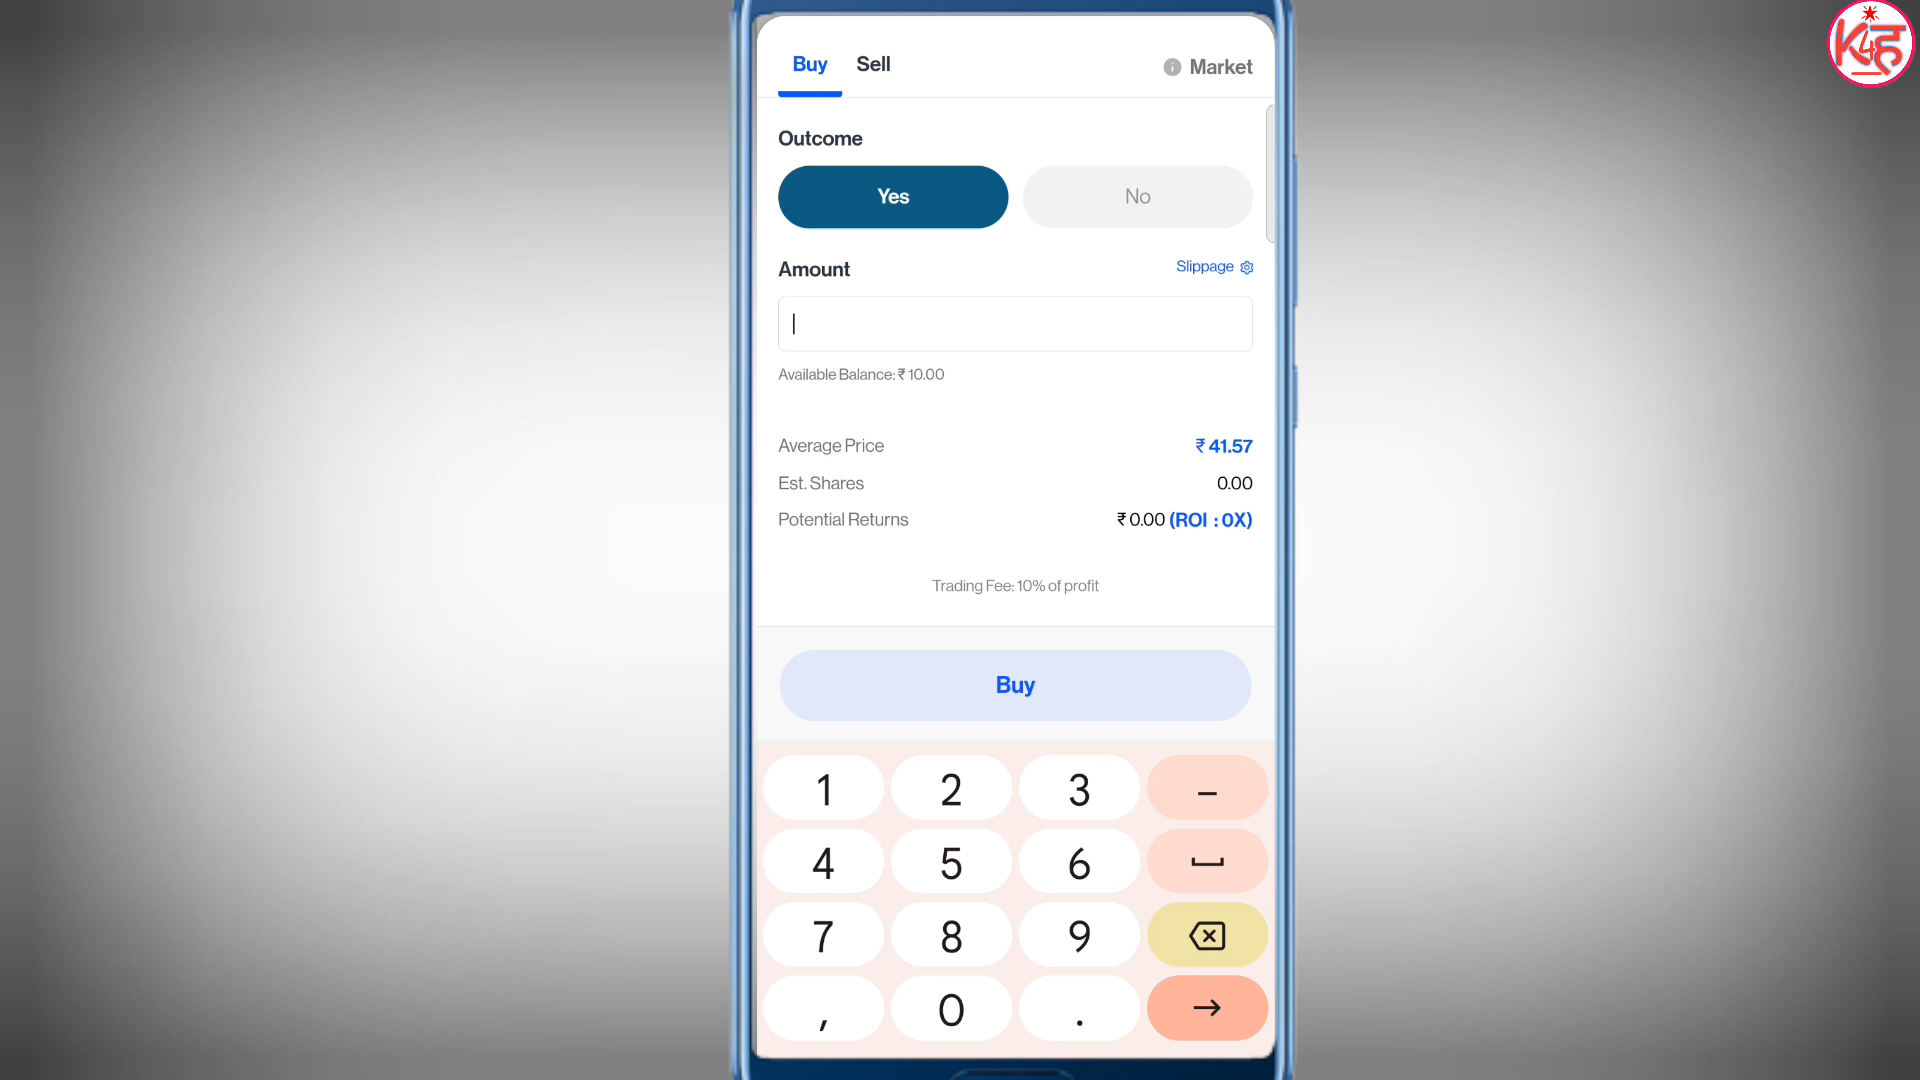 K4ह
Buy Sell
Market
Outcome
Yes No
Amount
Slippage
Available Balance: ₹ 10.00
Average Price ₹ 41.57
Est. Shares 0.00
Potential Returns ₹ 0.00 (ROI : 0X)
Trading Fee: 10% of profit
Buy
1 2 3 –
4 5 6
7 8 9
, 0 . →